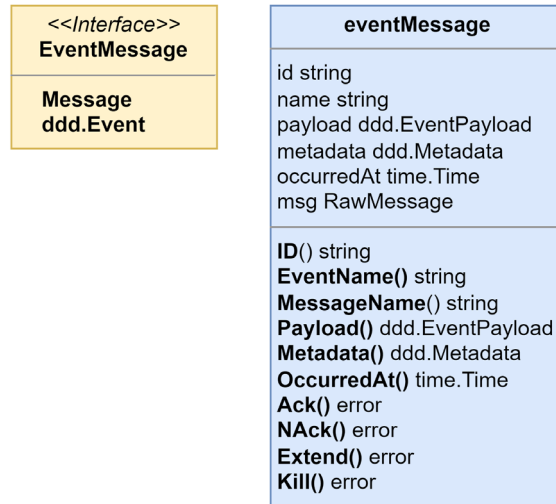 <<Interface>>
EventMessage
Message
ddd.Event
eventMessage
id string
name string
payload ddd.EventPayload
metadata ddd.Metadata
occurredAt time.Time
msg RawMessage
ID() string
EventName() string
MessageName() string
Payload() ddd.EventPayload
Metadata() ddd.Metadata
OccurredAt() time.Time
Ack() error
NAck() error
Extend() error
Kill() error